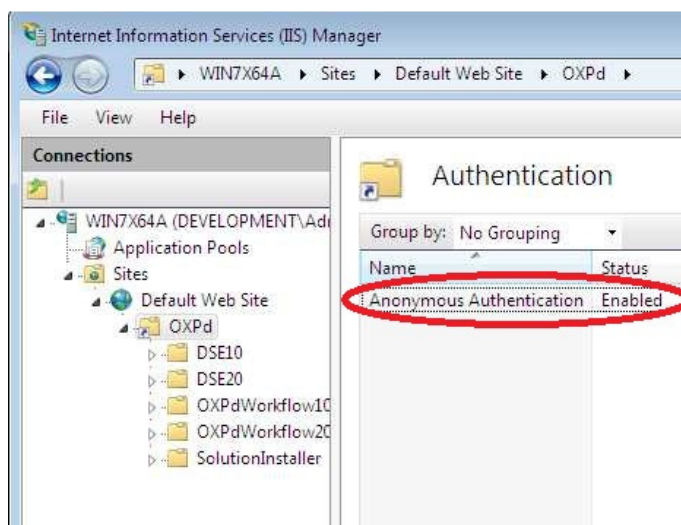 Internet Information Services (IIS) Manager
WIN7X64A Sites Default Web Site OXPd
File View Help
Connections
WIN7X64A (DEVELOPMENT\Ad
Application Pools
Sites
Default Web Site
OXPd
DSE10
DSE20
OXPdWorkflow10
OXPdWorkflow20
SolutionInstaller
Authentication
Group by: No Grouping
Name Status
Anonymous Authentication Enabled